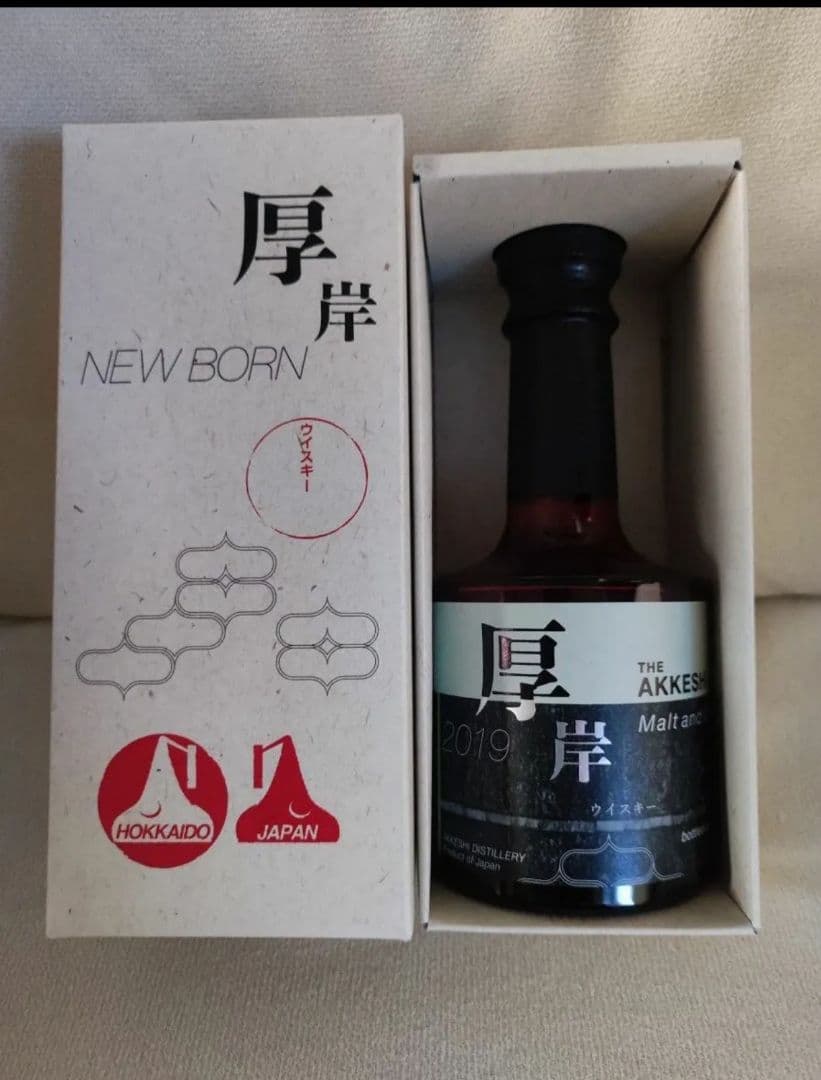 厚岸
NEW BORN
ウイスキー
HOKKAIDO
JAPAN
厚岸
THE
AKKESH
Malt and
2019
ウイスキー
AKKESHI DISTILLERY
Product of Japan